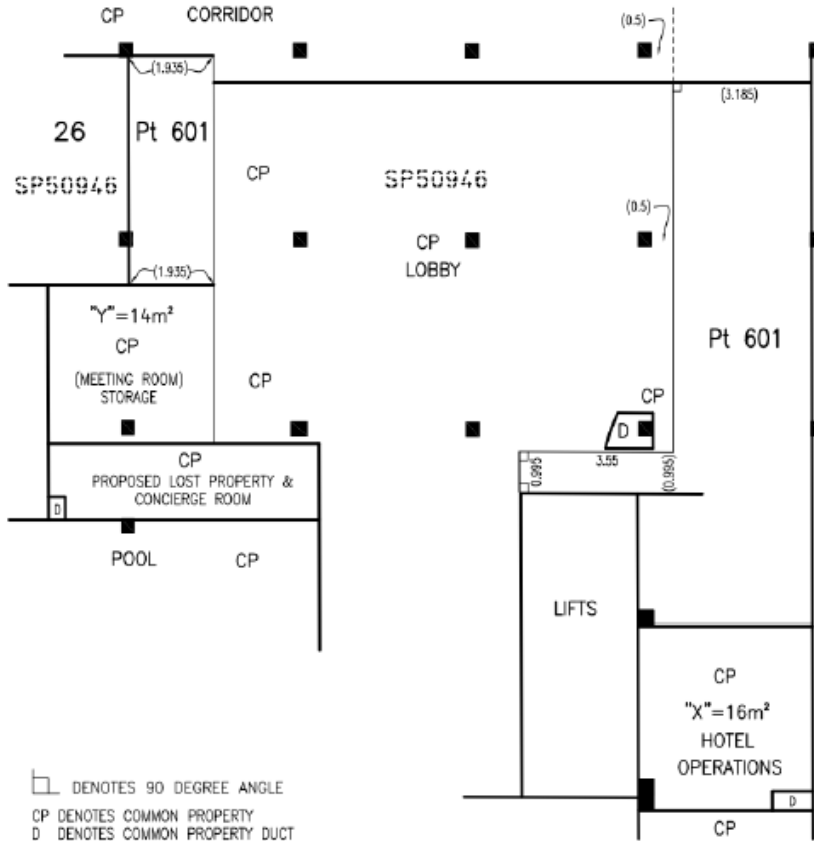 CP CORRIDOR
(0.5)
(1.935)
(3.185)
26 Pt 601
SP50946
CP
SP50946
(0.5)
CP
LOBBY
(1.935)
"Y"=14m²
CP
(MEETING ROOM)
STORAGE
CP
Pt 601
CP
D
CP
PROPOSED LOST PROPERTY &
CONCIERGE ROOM
D
3.55
0.995
(0.995)
POOL CP
LIFTS
CP
"X"=16m²
HOTEL
OPERATIONS
D
CP
DENOTES 90 DEGREE ANGLE
CP DENOTES COMMON PROPERTY
D DENOTES COMMON PROPERTY DUCT